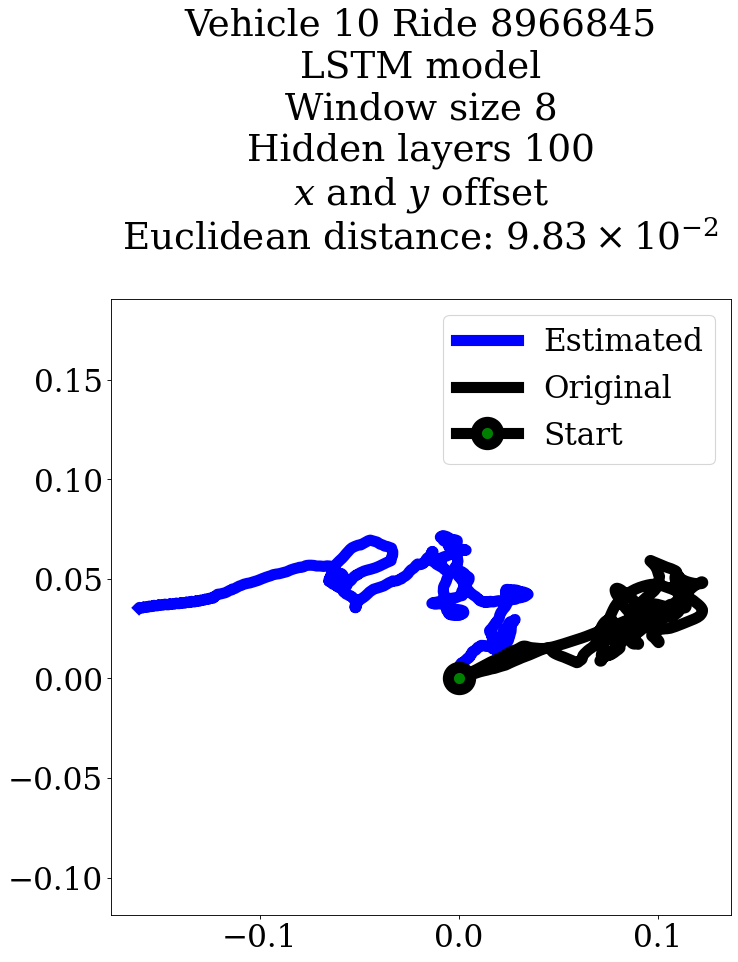 Vehicle 10 Ride 8966845
LSTM model
Window size 8
Hidden layers 100
x and y offset
Euclidean distance: 9.83 × 10⁻²
Estimated
Original
Start
0.15
0.10
0.05
0.00
−0.05
−0.10
−0.1 0.0 0.1